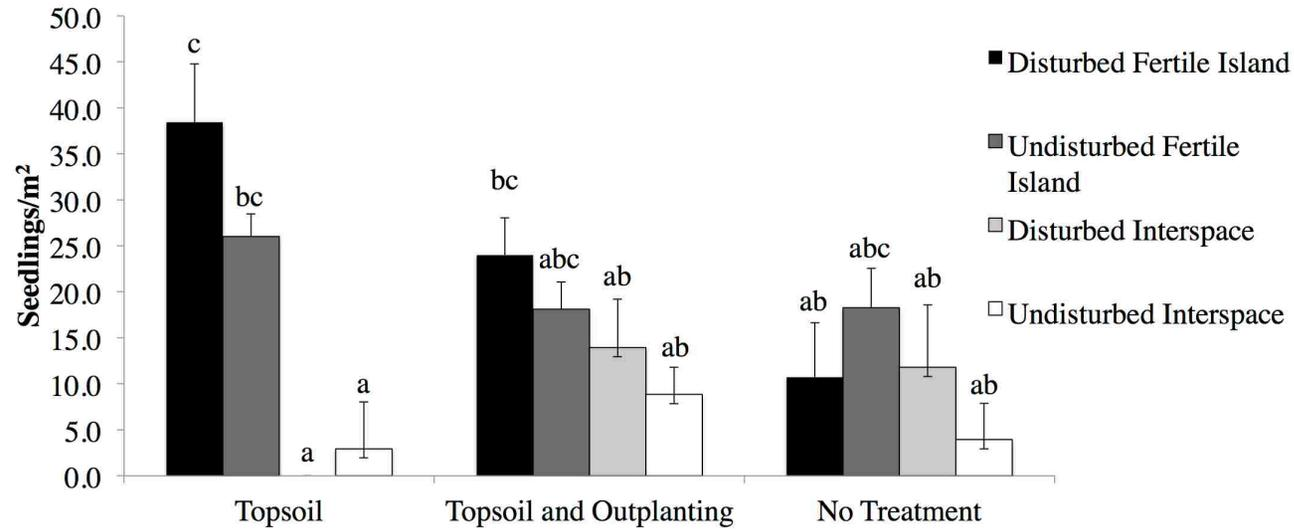 Seedlings/m²
50.0
45.0
40.0
35.0
30.0
25.0
20.0
15.0
10.0
5.0
0.0
c
bc
a
a
bc
abc
ab
ab
ab
abc
ab
ab
Topsoil
Topsoil and Outplanting
No Treatment
Disturbed Fertile Island
Undisturbed Fertile
Island
Disturbed Interspace
Undisturbed Interspace